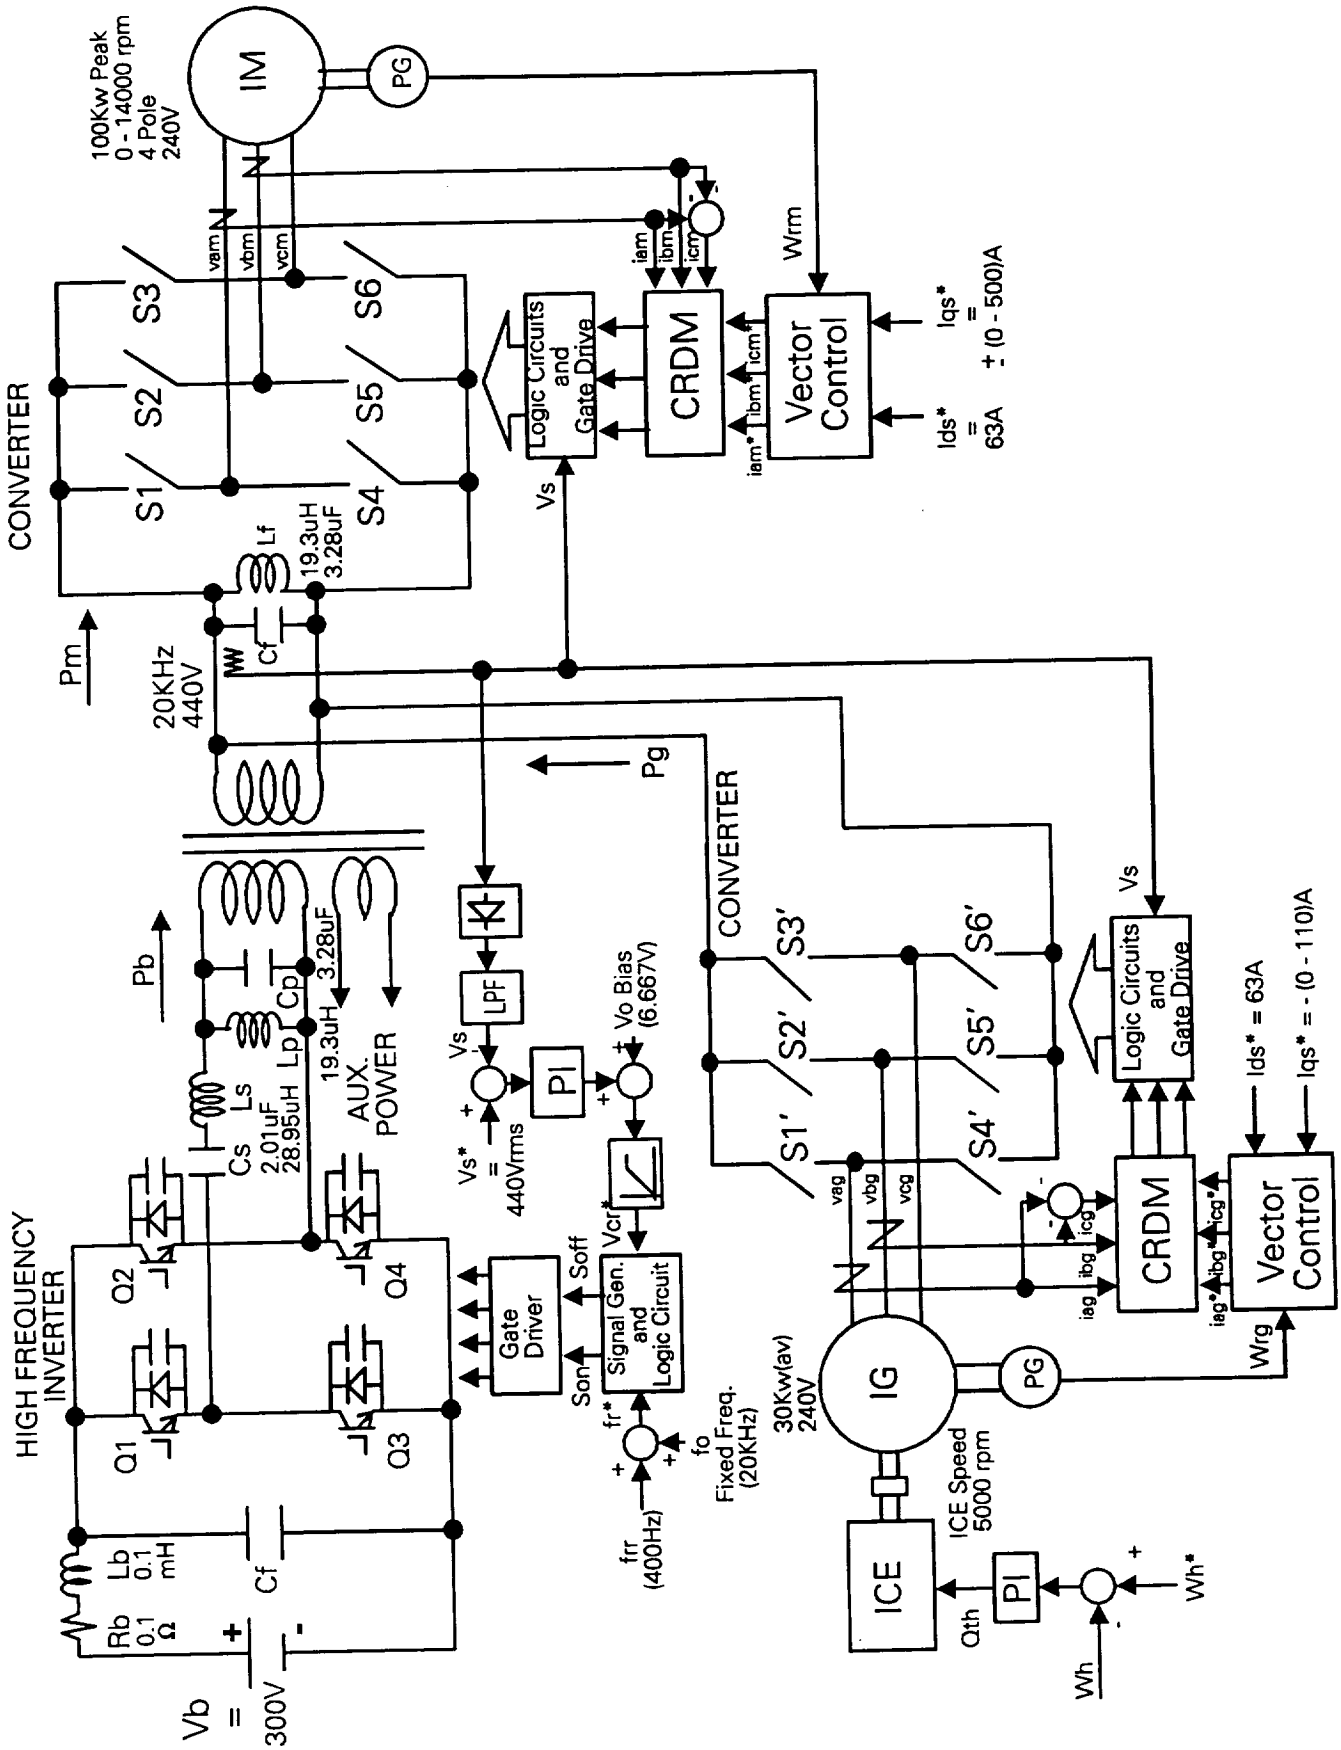 HIGH FREQUENCY
INVERTER
Vb
=
300V
+
-
Rb
0.1
Ω
Lb
0.1
mH
Cf
Q1
Q2
Q3
Q4
Cs
Ls
2.01uF
28.95uH
Lp
19.3uH
Cp
3.28uF
Pb
AUX.
POWER
20KHz
440V
Pm
Cf
Lf
19.3uH
3.28uF
CONVERTER
S1
S2
S3
S4
S5
S6
vam
vbm
vcm
100Kw Peak
0 - 14000 rpm
4 Pole
240V
IM
PG
Wrm
iam
ibm
icm
-
-
Logic Circuits
and
Gate Drive
Vs
CRDM
iam*
ibm*
icm*
Vector
Control
Ids*
=
63A
Iqs*
=
± (0 - 500)A
Gate
Driver
Son
Soff
Signal Gen.
and
Logic Circuit
fr*
+
+
frr
(400Hz)
fo
Fixed Freq.
(20KHz)
Vcr*
Vs*
=
440Vrms
+
-
Vs
LPF
PI
+
+
Vo Bias
(6.667V)
Pg
CONVERTER
S1'
S2'
S3'
S4'
S5'
S6'
vag
vbg
vcg
30Kw(av)
240V
IG
PG
Wrg
ICE Speed
5000 rpm
ICE
Qth
PI
Wh
-
+
Wh*
iag
ibg
icg
-
-
CRDM
iag*
ibg*
icg*
Vector
Control
Logic Circuits
and
Gate Drive
Vs
Ids* = 63A
Iqs* = - (0 - 110)A